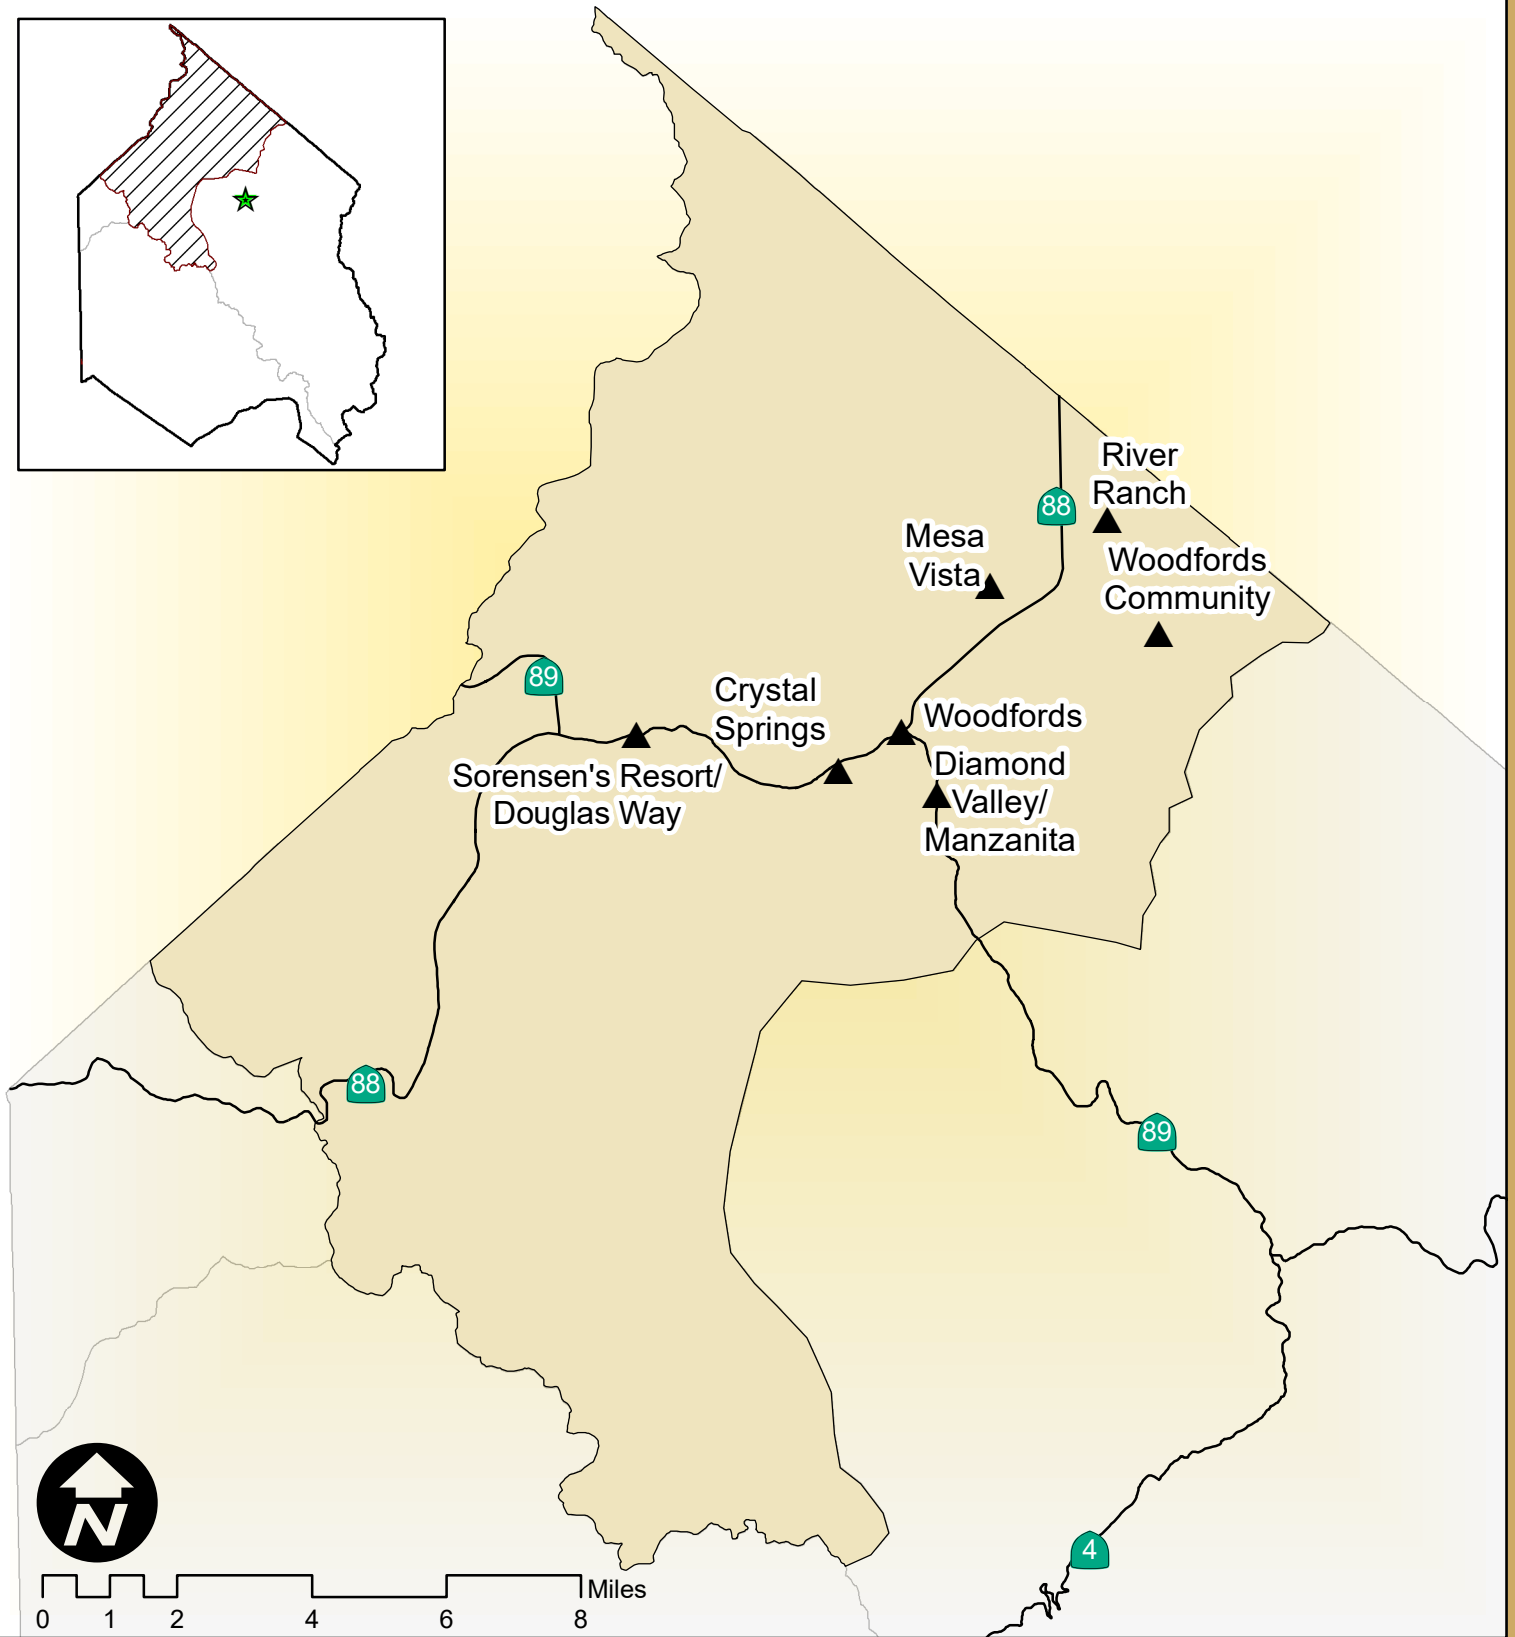 River
Ranch
88
Mesa
Vista
Woodfords
Community
89
Crystal
Springs
Woodfords
Sorensen's Resort/
Douglas Way
Diamond
Valley/
Manzanita
88
89
N
4
Miles
0 1 2 4 6 8